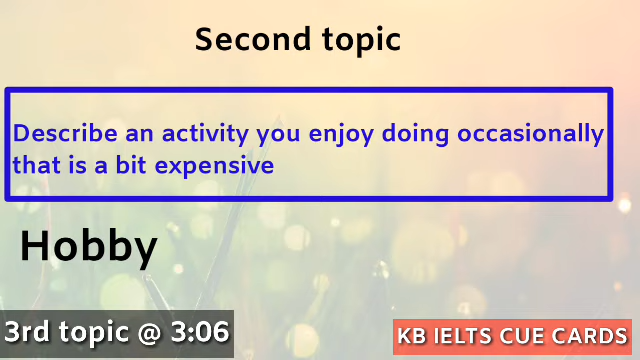 Second topic
Describe an activity you enjoy doing occasionally
that is a bit expensive
Hobby
3rd topic @ 3:06
KB IELTS CUE CARDS